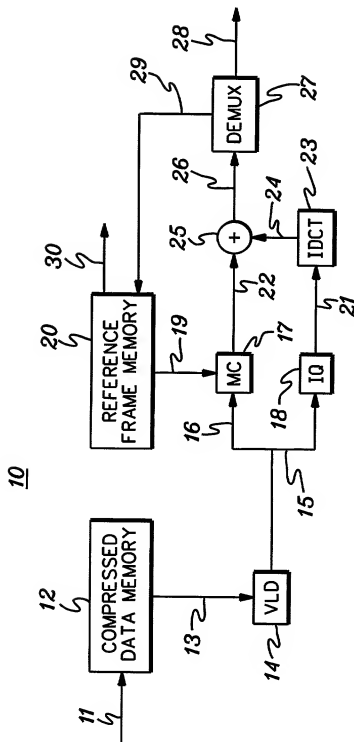 10
11
12
COMPRESSED
DATA MEMORY
13
VLD
14
15
16
MC
17
IQ
18
19
20
REFERENCE
FRAME MEMORY
30
21
22
IDCT
23
24
25
+
26
DEMUX
27
28
29